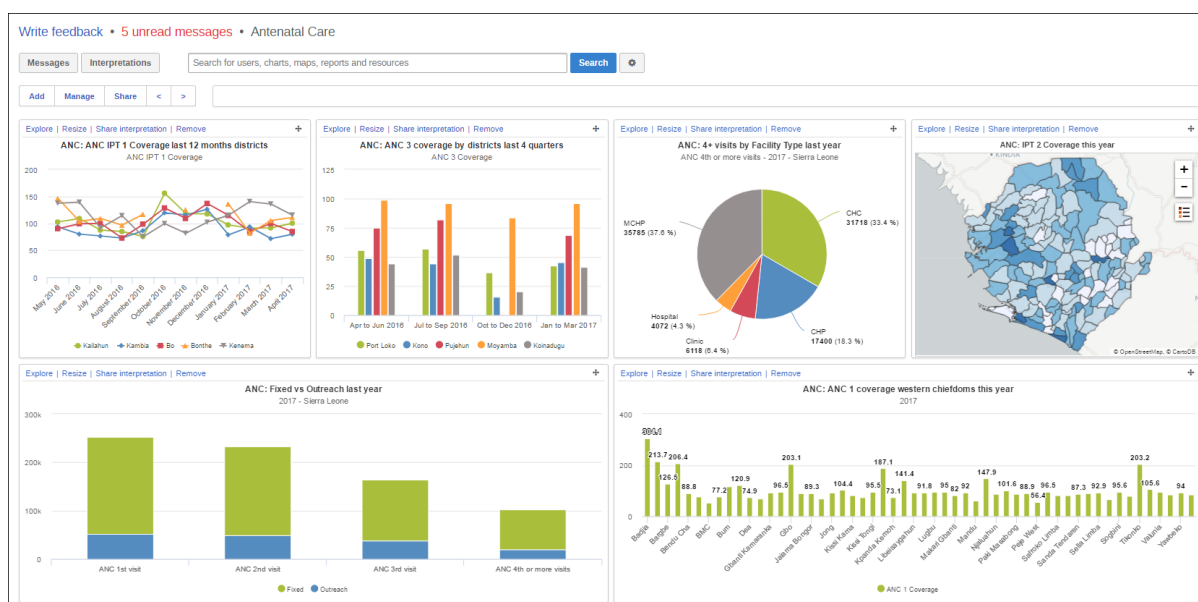 Write feedback • 5 unread messages • Antenatal Care
Messages Interpretations Search for users, charts, maps, reports and resources Search
Add Manage Share < >
Explore | Resize | Share interpretation | Remove
ANC: ANC IPT 1 Coverage last 12 months districts
ANC IPT 1 Coverage
200
150
100
50
0
May 2016 June 2016 July 2016 August 2016 September 2016 October 2016 November 2016 December 2016 January 2017 February 2017 March 2017 April 2017
Kailahun Kambia Bo Bonthe Kenema
Explore | Resize | Share interpretation | Remove
ANC: ANC 3 coverage by districts last 4 quarters
ANC 3 Coverage
125
100
75
50
25
0
Apr to Jun 2016 Jul to Sep 2016 Oct to Dec 2016 Jan to Mar 2017
Port Loko Kono Pujehun Moyamba Koinadugu
Explore | Resize | Share interpretation | Remove
ANC: 4+ visits by Facility Type last year
ANC 4th or more visits - 2017 - Sierra Leone
CHC
31718 (33.4 %)
MCHP
35785 (37.6 %)
Hospital
4072 (4.3 %)
Clinic
6118 (6.4 %)
CHP
17400 (18.3 %)
Explore | Resize | Share interpretation | Remove
ANC: IPT 2 Coverage this year
KINDIA
+
−
© OpenStreetMap, © CartoDB
Explore | Resize | Share interpretation | Remove
ANC: Fixed vs Outreach last year
2017 - Sierra Leone
300k
200k
100k
0
ANC 1st visit ANC 2nd visit ANC 3rd visit ANC 4th or more visits
Fixed Outreach
Explore | Resize | Share interpretation | Remove
ANC: ANC 1 coverage western chiefdoms this year
2017
400
200
0
213.7 126.5 206.4 88.8 77.2 120.9 74.9 96.5 203.1 89.3 104.4 95.5 187.1 73.1 141.4 91.8 95 82 92 147.9 101.6 88.9 56.4 96.5 87.3 92.9 95.6 203.2 105.6 94
Badjia Bargbe Bendu Cha BMC Bum Dea Gbanti Kamaranka Gbo Jaiama Bongor Jong Kissi Kama Kissi Tongi Kpanda Kemoh Libeisaygahun Lugbu Makari Gbanti Mandu Njaluahun Paki Masabong Peje West Safroko Limba Sanda Tendaren Sella Limba Sogbini Tikonko Valunia Yawbeko
ANC 1 Coverage